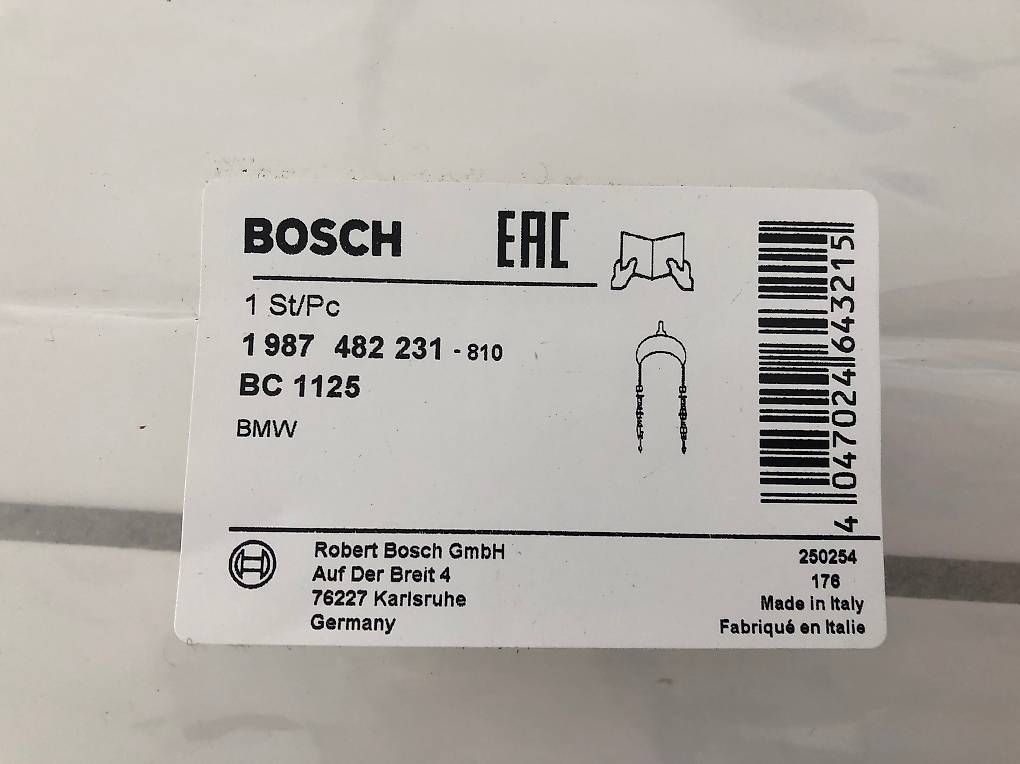 BOSCH EAC
1 St/Pc
1 987 482 231 - 810
BC 1125
BMW
4 047024 643215
Robert Bosch GmbH
Auf Der Breit 4
76227 Karlsruhe
Germany
250254
176
Made in Italy
Fabriqué en Italie